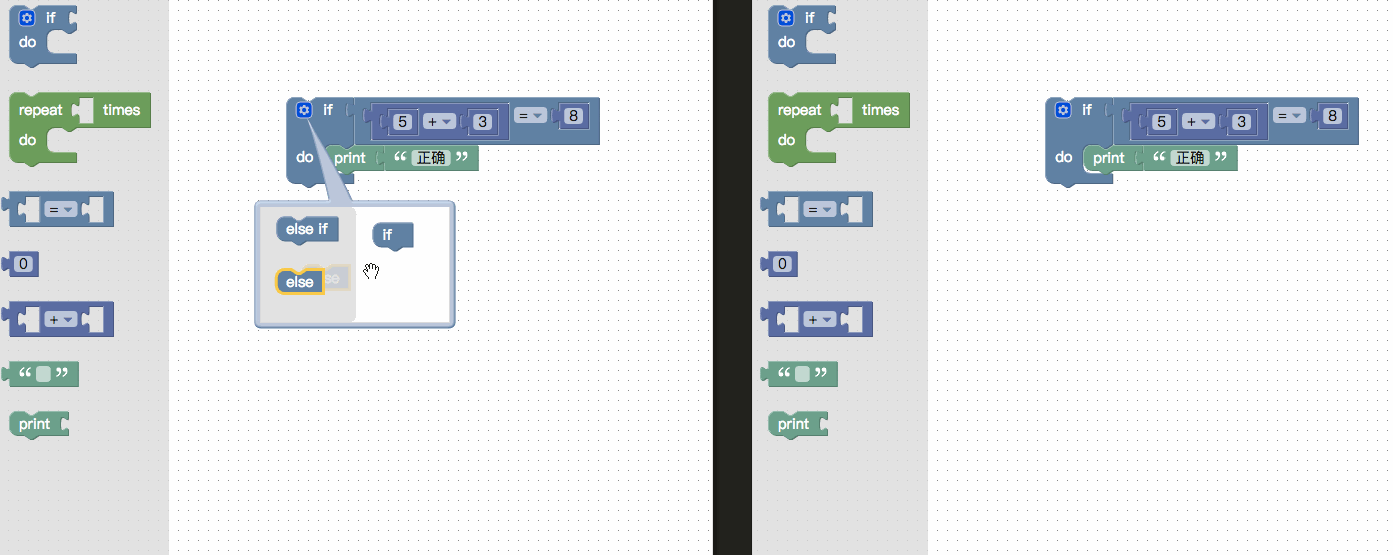 if
do
repeat times
do
=
0
+
“ ”
print
if 5 + 3 = 8
do print “ 正确 ”
else if
if
else
else
if
do
repeat times
do
=
0
+
“ ”
print
if 5 + 3 = 8
do print “ 正确 ”